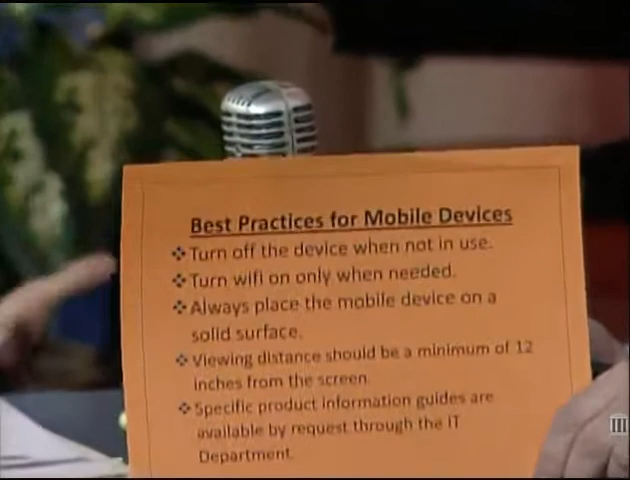 Best Practices for Mobile Devices
❖Turn off the device when not in use.
❖Turn wifi on only when needed.
❖Always place the mobile device on a
solid surface.
❖Viewing distance should be a minimum of 12
inches from the screen.
❖Specific product information guides are
available by request through the IT
Department.